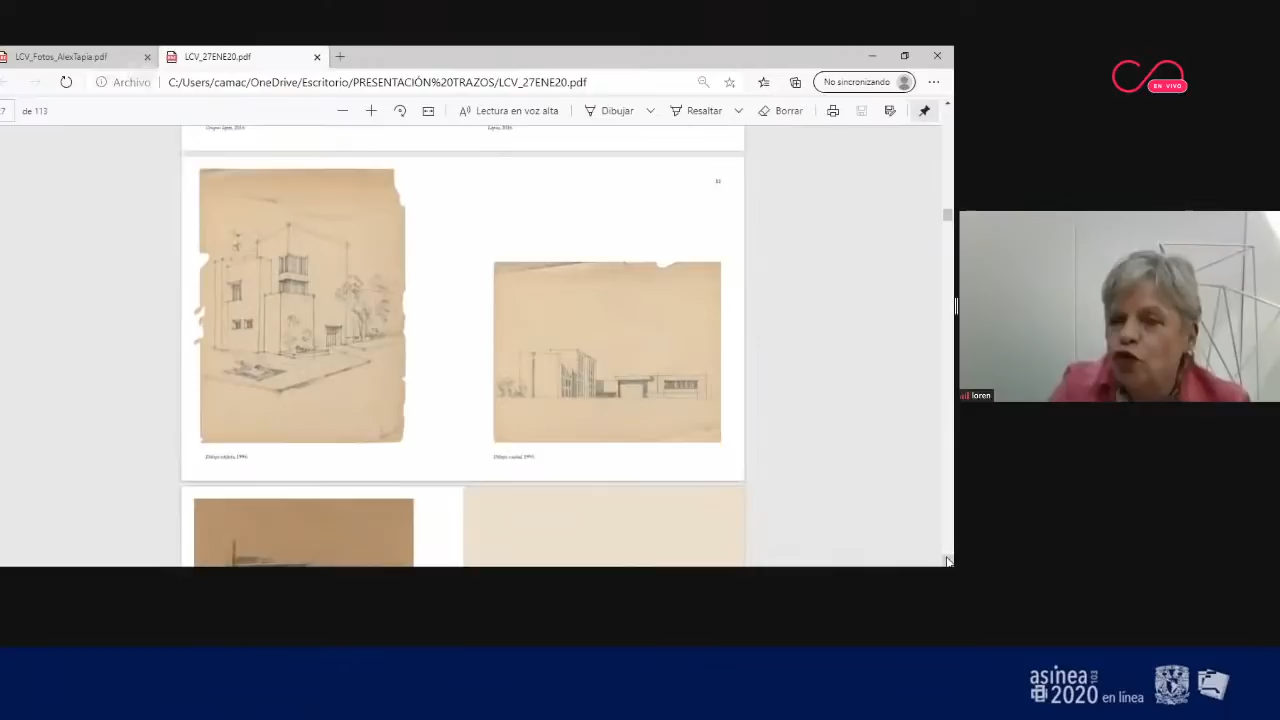 LCV_Fotos_AlexTapia.pdf
LCV_27ENE20.pdf
Archivo
C:/Users/camac/OneDrive/Escritorio/PRESENTACIÓN%20TRAZOS/LCV_27ENE20.pdf
No sincronizando
de 113
Lectura en voz alta
Dibujar
Resaltar
Borrar
EN VIVO
loren
asinea
103
2020 en línea